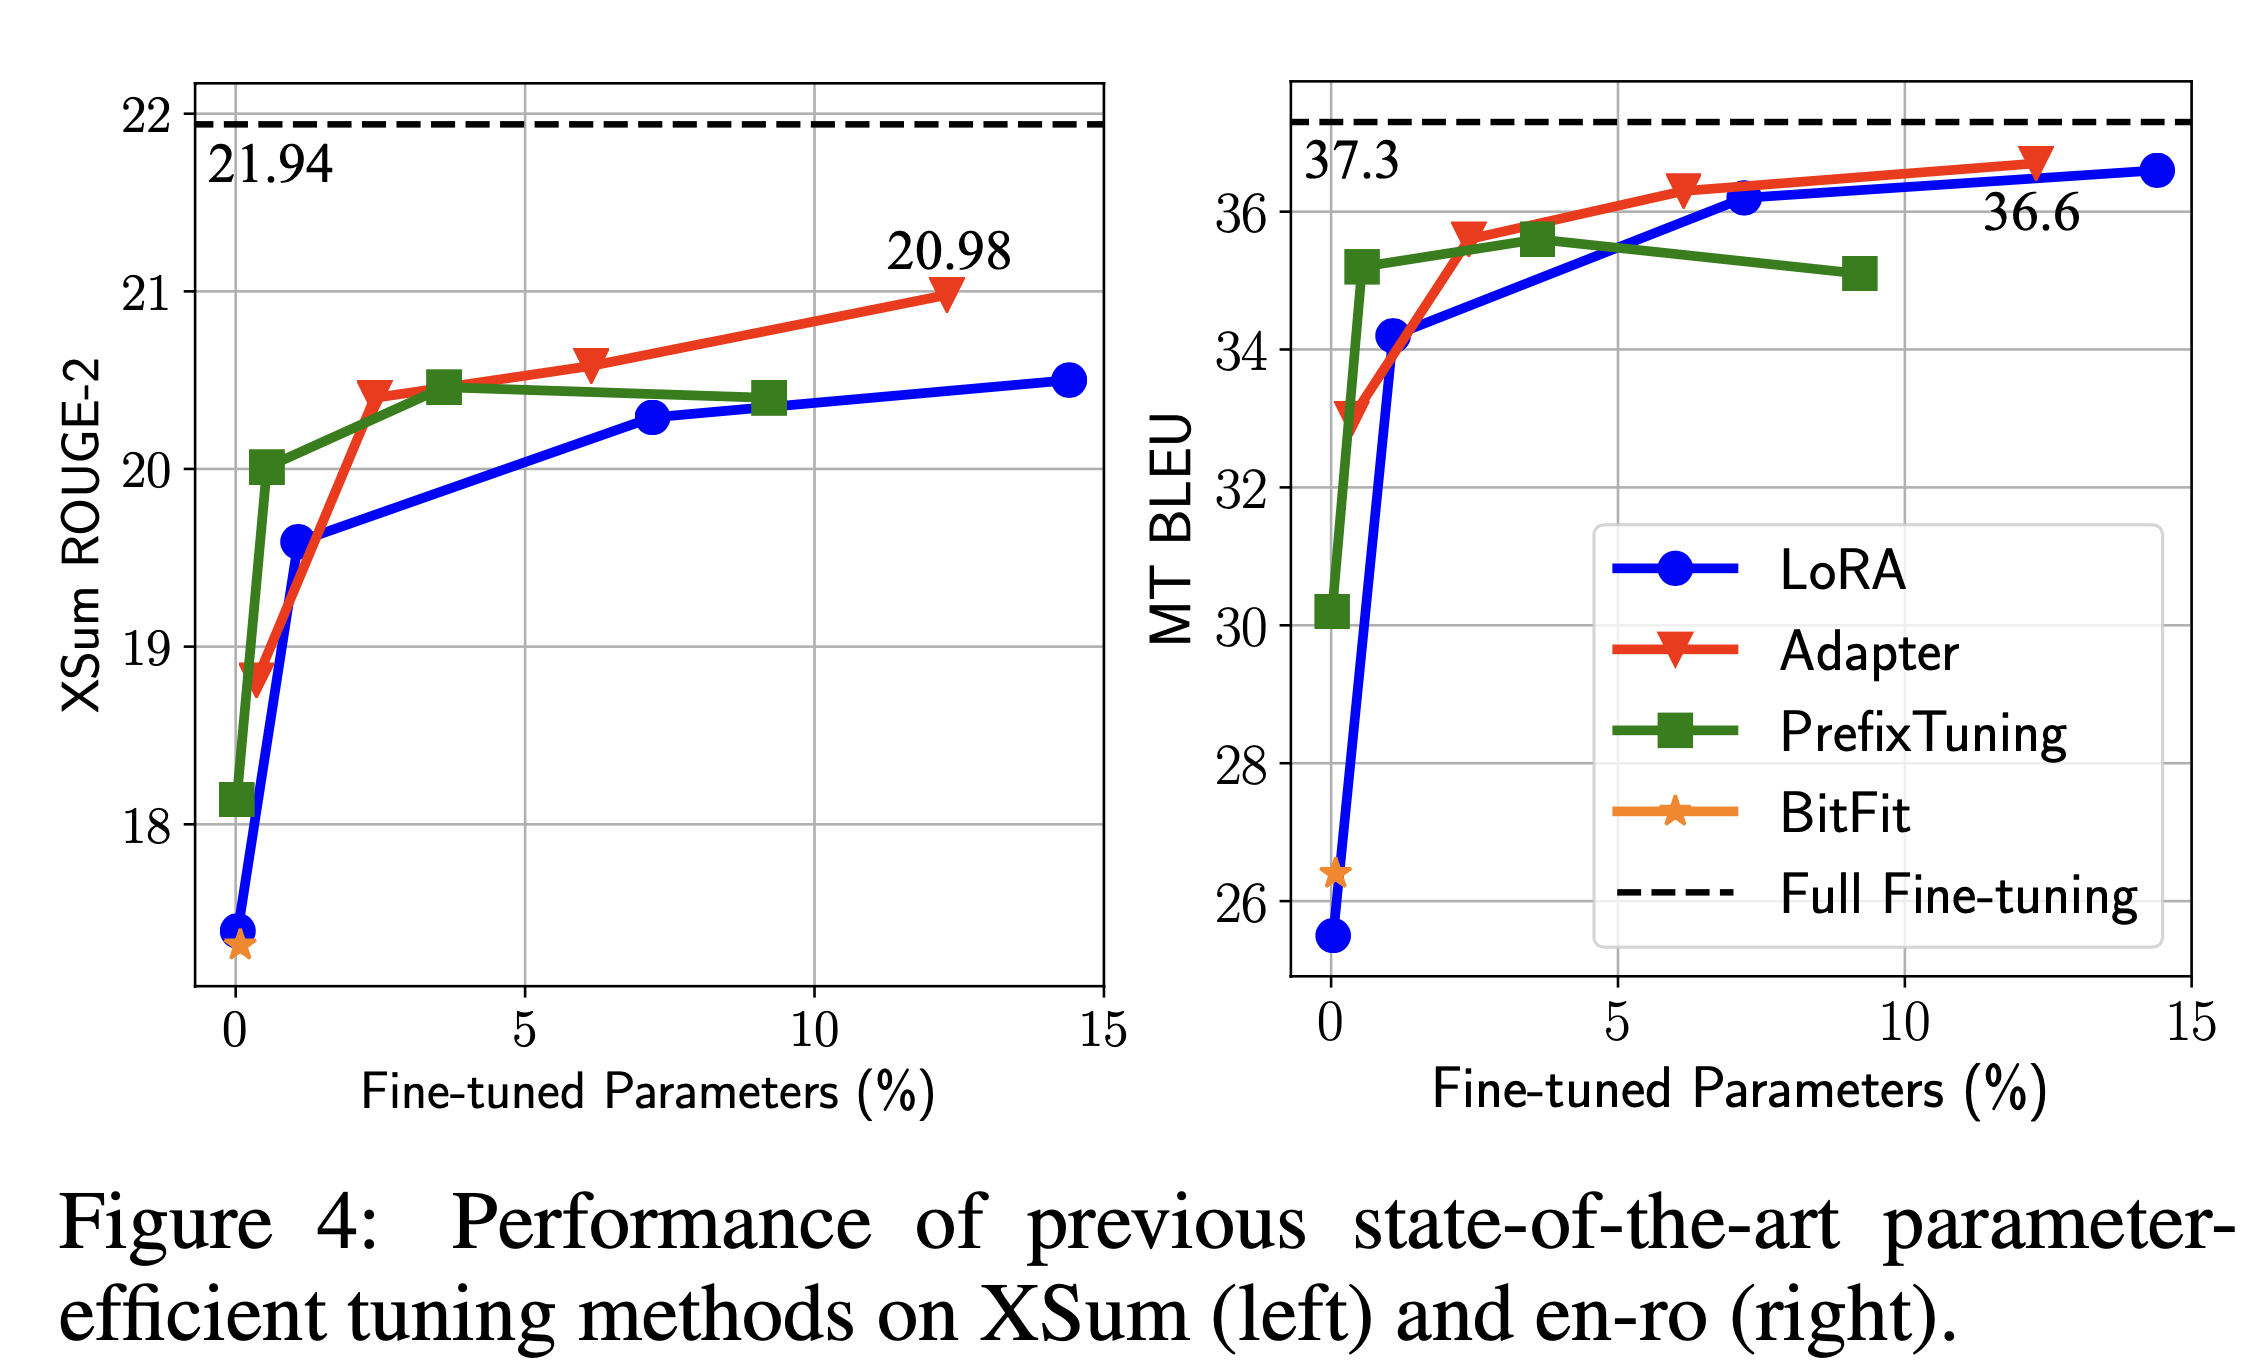 22
21.94
20.98
21
20
19
18
XSum ROUGE-2
0 5 10 15
Fine-tuned Parameters (%)
37.3
36
36.6
34
32
30
28
26
MT BLEU
LoRA
Adapter
PrefixTuning
BitFit
Full Fine-tuning
0 5 10 15
Fine-tuned Parameters (%)
Figure 4: Performance of previous state-of-the-art parameter-
efficient tuning methods on XSum (left) and en-ro (right).